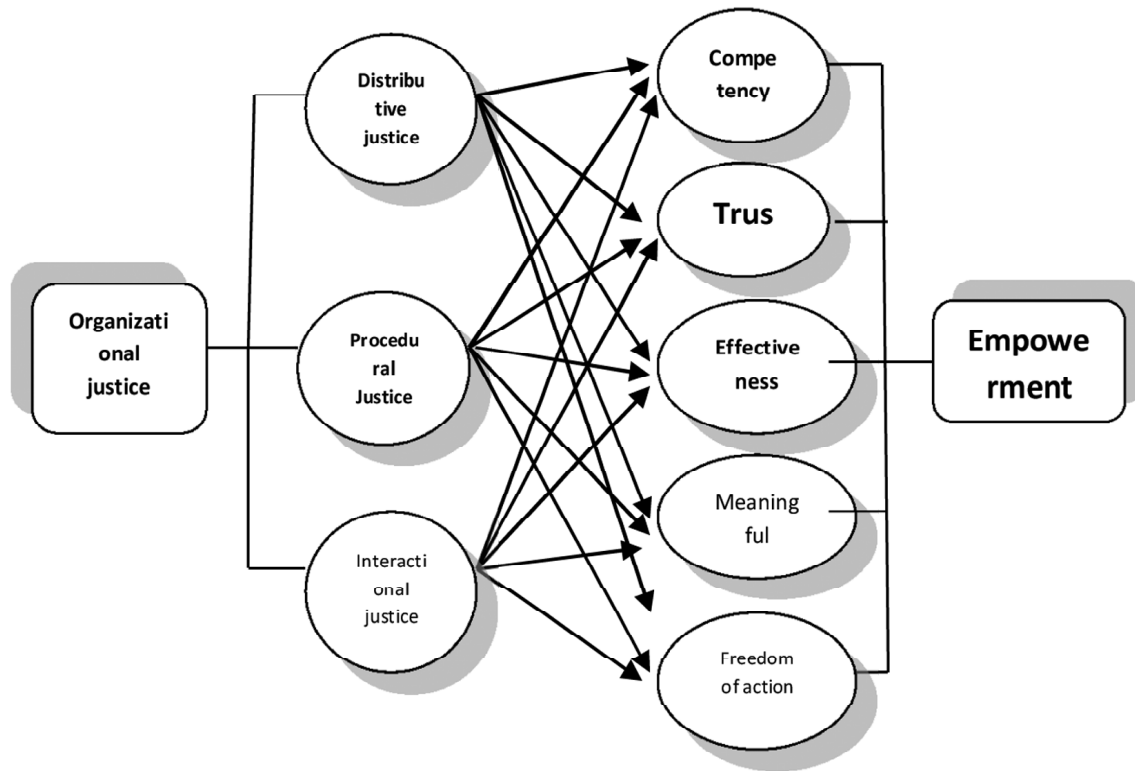 Organizati
onal
justice
Distribu
tive
justice
Procedu
ral
Justice
Interacti
onal
justice
Compe
tency
Trus
Effective
ness
Meaning
ful
Freedom
of action
Empowe
rment